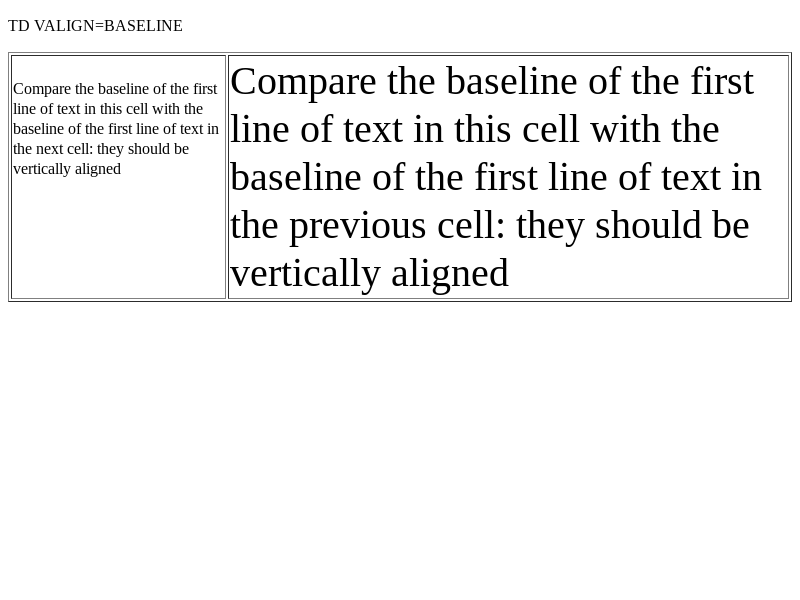 TD VALIGN=BASELINE
Compare the baseline of the first
line of text in this cell with the
baseline of the first line of text in
the next cell: they should be
vertically aligned
Compare the baseline of the first
line of text in this cell with the
baseline of the first line of text in
the previous cell: they should be
vertically aligned